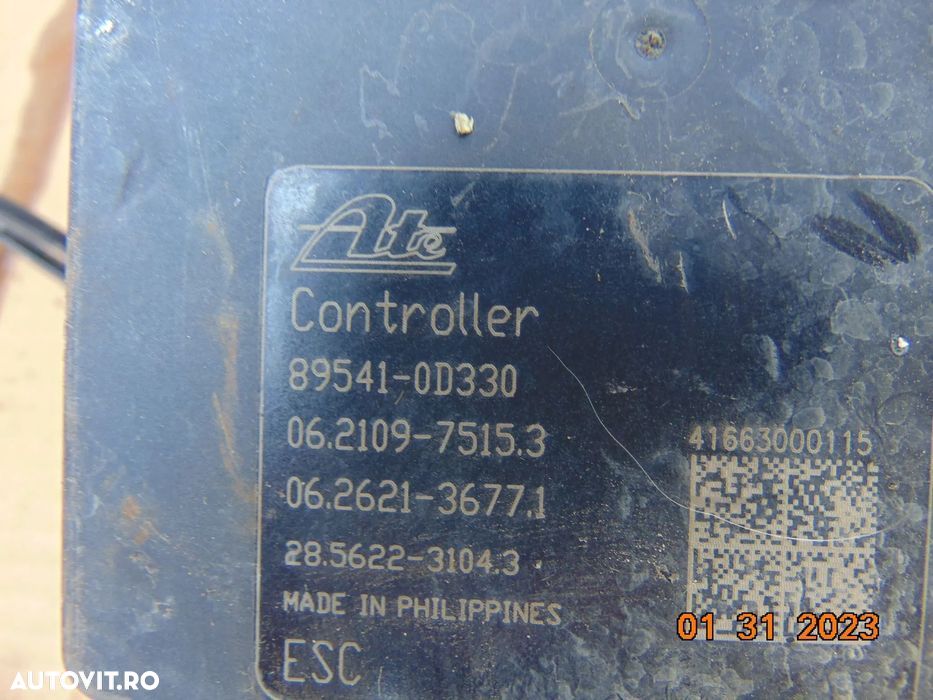 Ate
Controller
89541-0D330
06.2109-7515.3
41663000115
06.2621-3677.1
28.5622-3104.3
MADE IN PHILIPPINES
01 31 2023
ESC
AUTOVIT.RO